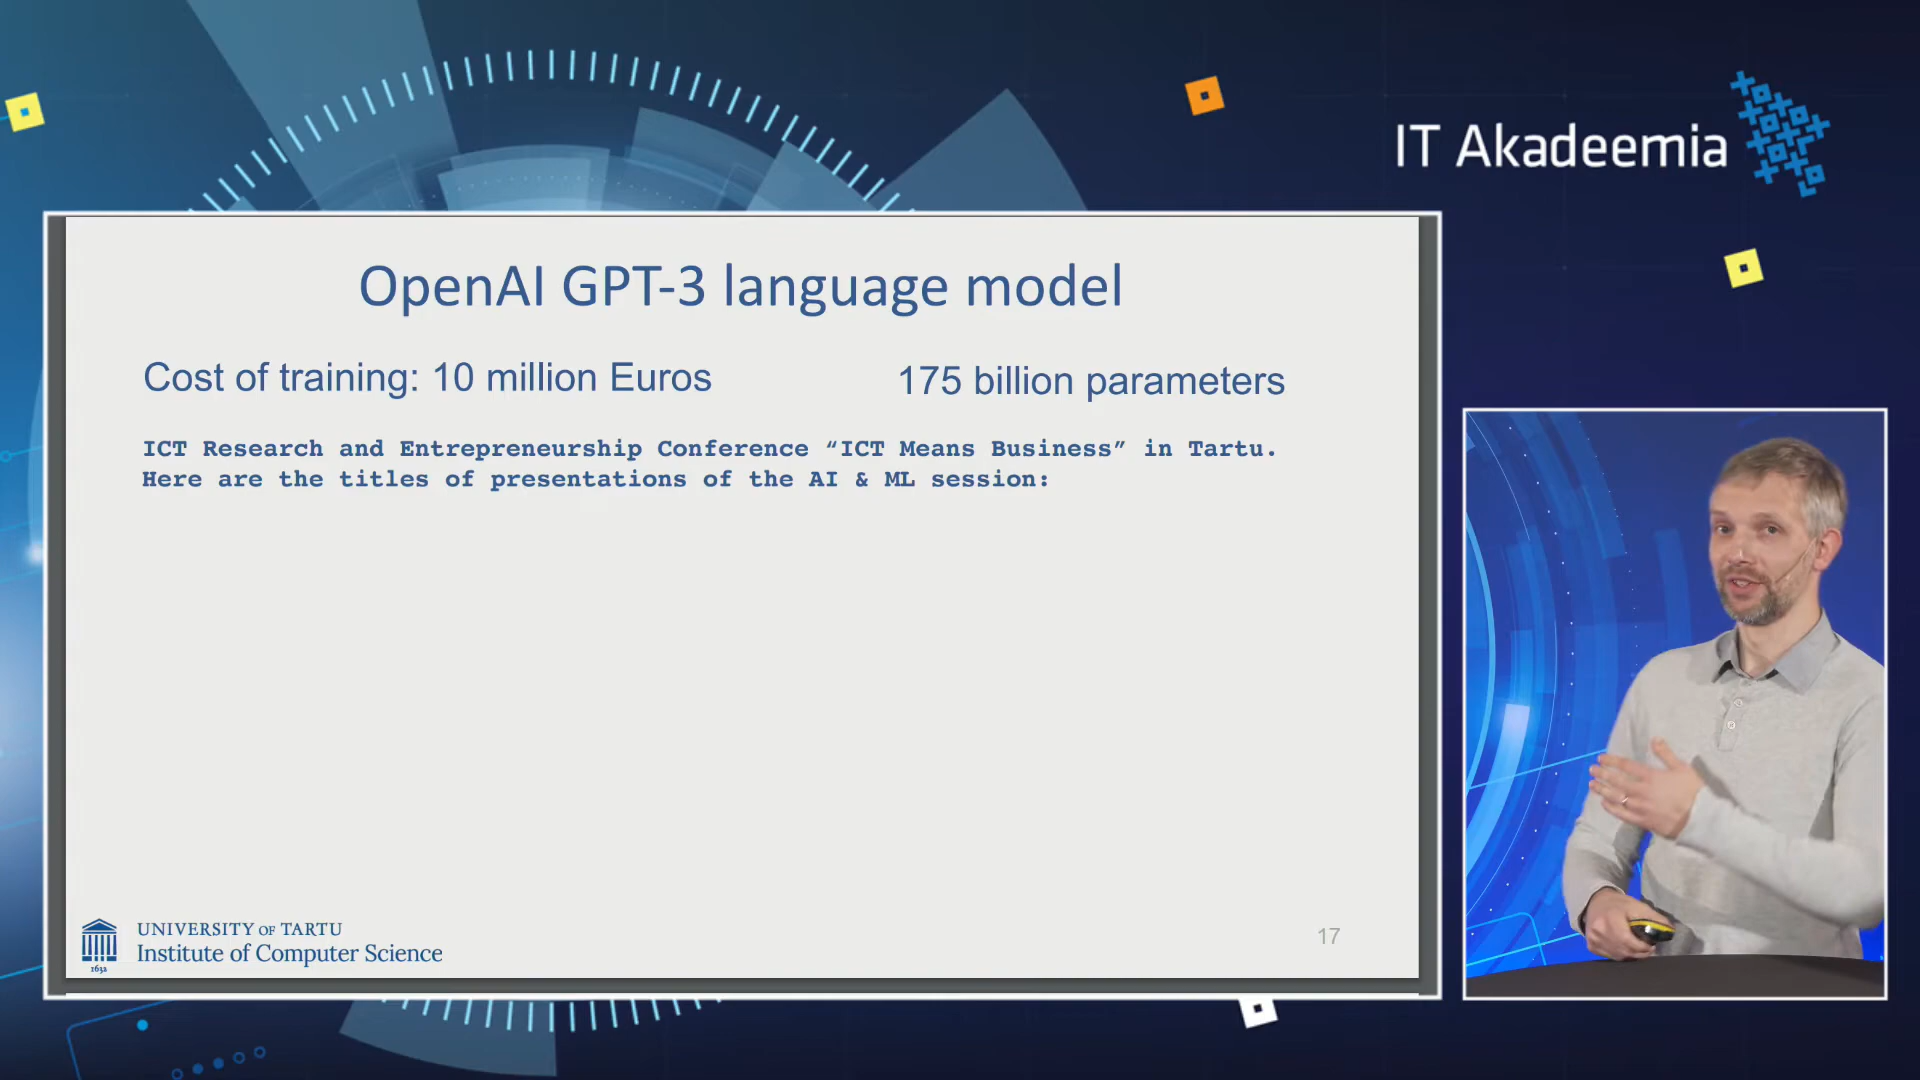 IT Akadeemia
OpenAI GPT-3 language model
Cost of training: 10 million Euros
175 billion parameters
ICT Research and Entrepreneurship Conference “ICT Means Business” in Tartu.
Here are the titles of presentations of the AI & ML session:
UNIVERSITY OF TARTU
Institute of Computer Science
1632
17